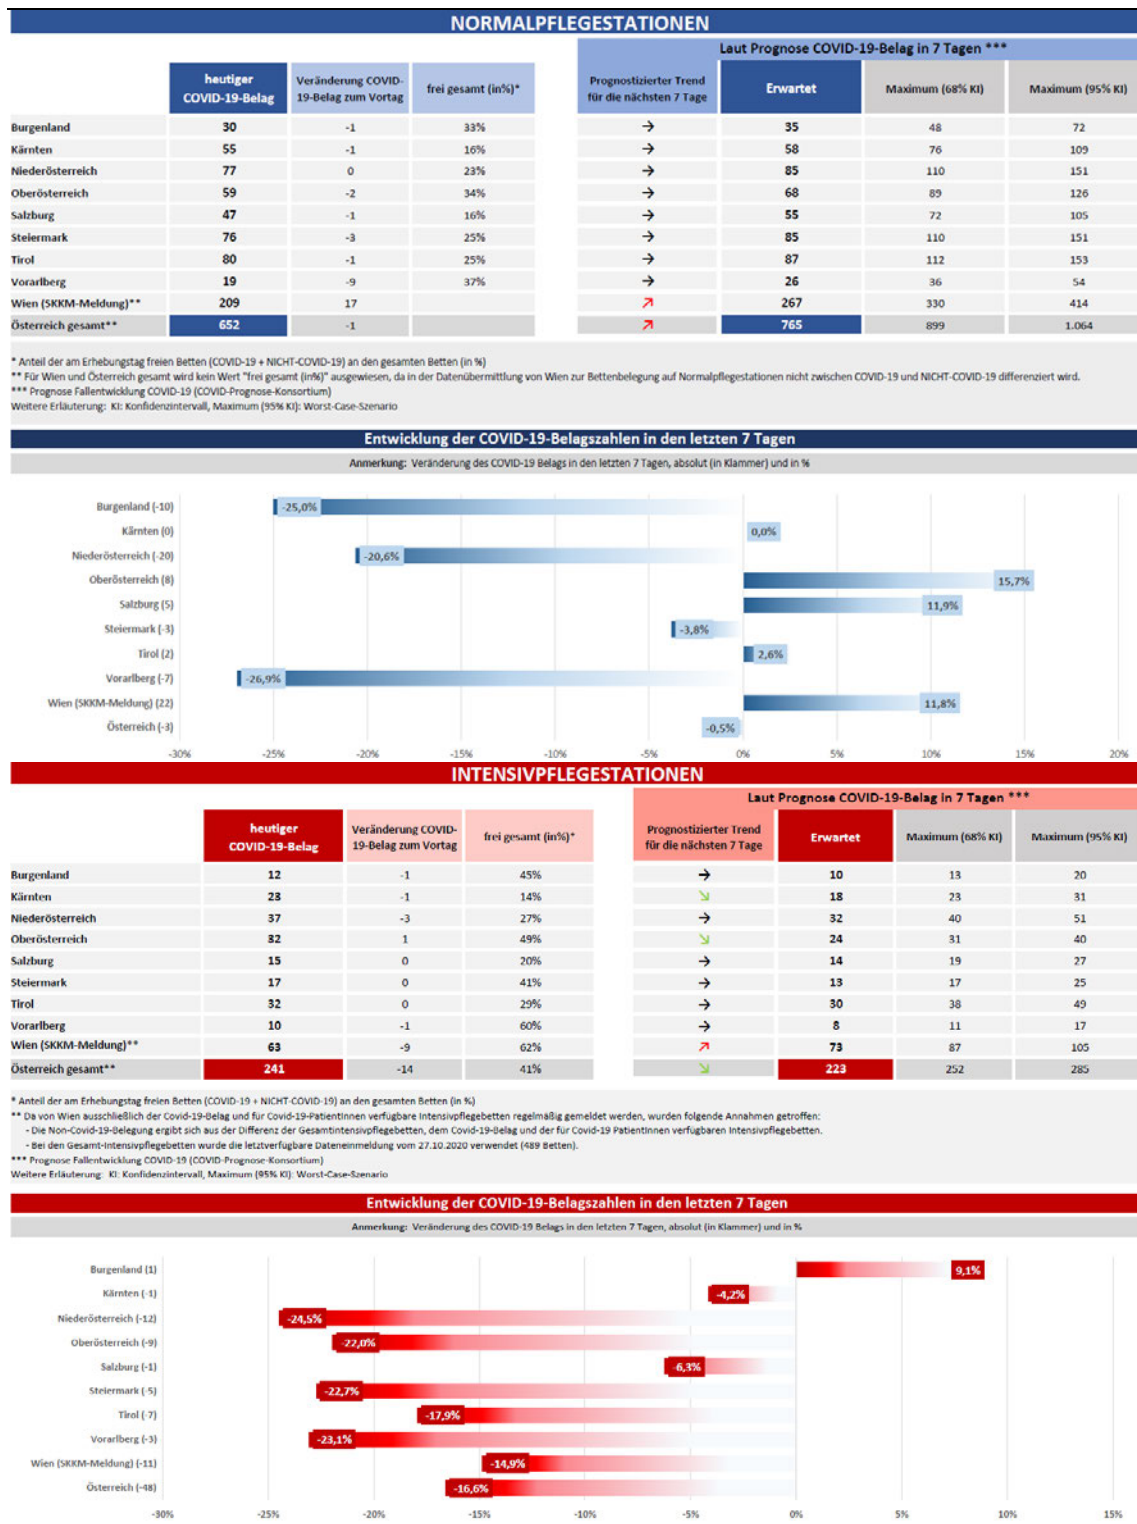 NORMALPFLEGESTATIONEN
Laut Prognose COVID-19-Belag in 7 Tagen ***
heutiger COVID-19-Belag Veränderung COVID-19-Belag zum Vortag frei gesamt (in%)* Prognostizierter Trend für die nächsten 7 Tage Erwartet Maximum (68% KI) Maximum (95% KI)
Burgenland 30 -1 33% → 35 48 72
Kärnten 55 -1 16% → 58 76 109
Niederösterreich 77 0 23% → 85 110 151
Oberösterreich 59 -2 34% → 68 89 126
Salzburg 47 -1 16% → 55 72 105
Steiermark 76 -3 25% → 85 110 151
Tirol 80 -1 25% → 87 112 153
Vorarlberg 19 -9 37% → 26 36 54
Wien (SKKM-Meldung)** 209 17 ↗ 267 330 414
Österreich gesamt** 652 -1 ↗ 765 899 1.064
* Anteil der am Erhebungstag freien Betten (COVID-19 + NICHT-COVID-19) an den gesamten Betten (in %)
** Für Wien und Österreich gesamt wird kein Wert "frei gesamt (in%)" ausgewiesen, da in der Datenübermittlung von Wien zur Bettenbelegung auf Normalpflegestationen nicht zwischen COVID-19 und NICHT-COVID-19 differenziert wird.
*** Prognose Fallentwicklung COVID-19 (COVID-Prognose-Konsortium)
Weitere Erläuterung: KI: Konfidenzintervall, Maximum (95% KI): Worst-Case-Szenario
Entwicklung der COVID-19-Belagszahlen in den letzten 7 Tagen
Anmerkung: Veränderung des COVID-19 Belags in den letzten 7 Tagen, absolut (in Klammer) und in %
Burgenland (-10) -25,0%
Kärnten (0) 0,0%
Niederösterreich (-20) -20,6%
Oberösterreich (8) 15,7%
Salzburg (5) 11,9%
Steiermark (-3) -3,8%
Tirol (2) 2,6%
Vorarlberg (-7) -26,9%
Wien (SKKM-Meldung) (22) 11,8%
Österreich (-3) -0,5%
-30% -25% -20% -15% -10% -5% 0% 5% 10% 15% 20%
INTENSIVPFLEGESTATIONEN
Laut Prognose COVID-19-Belag in 7 Tagen ***
heutiger COVID-19-Belag Veränderung COVID-19-Belag zum Vortag frei gesamt (in%)* Prognostizierter Trend für die nächsten 7 Tage Erwartet Maximum (68% KI) Maximum (95% KI)
Burgenland 12 -1 45% → 10 13 20
Kärnten 23 -1 14% ↘ 18 23 31
Niederösterreich 37 -3 27% → 32 40 51
Oberösterreich 32 1 49% ↘ 24 31 40
Salzburg 15 0 20% → 14 19 27
Steiermark 17 0 41% → 13 17 25
Tirol 32 0 29% → 30 38 49
Vorarlberg 10 -1 60% → 8 11 17
Wien (SKKM-Meldung)** 63 -9 62% ↗ 73 87 105
Österreich gesamt** 241 -14 41% ↘ 223 252 285
* Anteil der am Erhebungstag freien Betten (COVID-19 + NICHT-COVID-19) an den gesamten Betten (in %)
** Da von Wien ausschließlich der Covid-19-Belag und für Covid-19-PatientInnen verfügbare Intensivpflegebetten regelmäßig gemeldet werden, wurden folgende Annahmen getroffen:
- Die Non-Covid-19-Belegung ergibt sich aus der Differenz der Gesamtintensivpflegebetten, dem Covid-19-Belag und der für Covid-19 PatientInnen verfügbaren Intensivpflegebetten.
- Bei den Gesamt-Intensivpflegebetten wurde die letztverfügbare Dateneinmeldung vom 27.10.2020 verwendet (489 Betten).
*** Prognose Fallentwicklung COVID-19 (COVID-Prognose-Konsortium)
Weitere Erläuterung: KI: Konfidenzintervall, Maximum (95% KI): Worst-Case-Szenario
Entwicklung der COVID-19-Belagszahlen in den letzten 7 Tagen
Anmerkung: Veränderung des COVID-19 Belags in den letzten 7 Tagen, absolut (in Klammer) und in %
Burgenland (1) 9,1%
Kärnten (-1) -4,2%
Niederösterreich (-12) -24,5%
Oberösterreich (-9) -22,0%
Salzburg (-1) -6,3%
Steiermark (-5) -22,7%
Tirol (-7) -17,9%
Vorarlberg (-3) -23,1%
Wien (SKKM-Meldung) (-11) -14,9%
Österreich (-48) -16,6%
-30% -25% -20% -15% -10% -5% 0% 5% 10% 15%